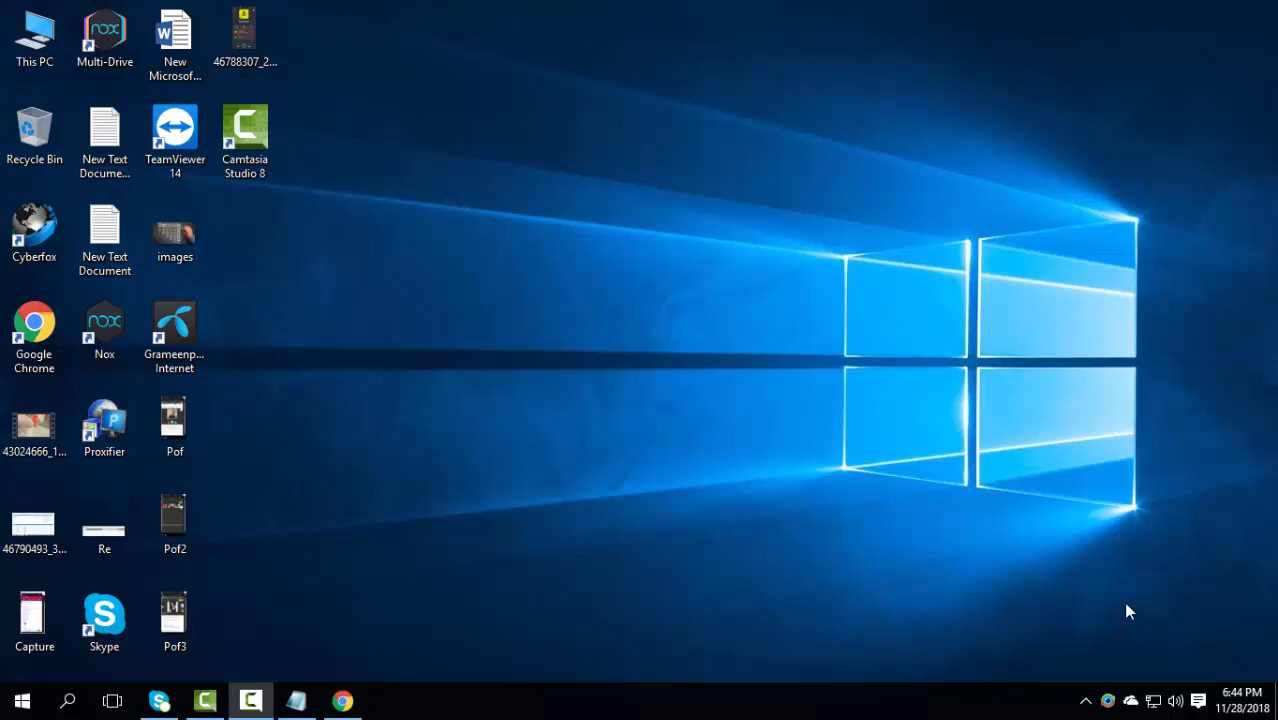 This PC
Multi-Drive
New
Microsof...
46788307_2...
Recycle Bin
New Text
Docume...
TeamViewer
14
Camtasia
Studio 8
Cyberfox
New Text
Document
images
Google
Chrome
Nox
Grameenp...
Internet
43024666_1...
Proxifier
Pof
46790493_3...
Re
Pof2
Capture
Skype
Pof3
6:44 PM
11/28/2018